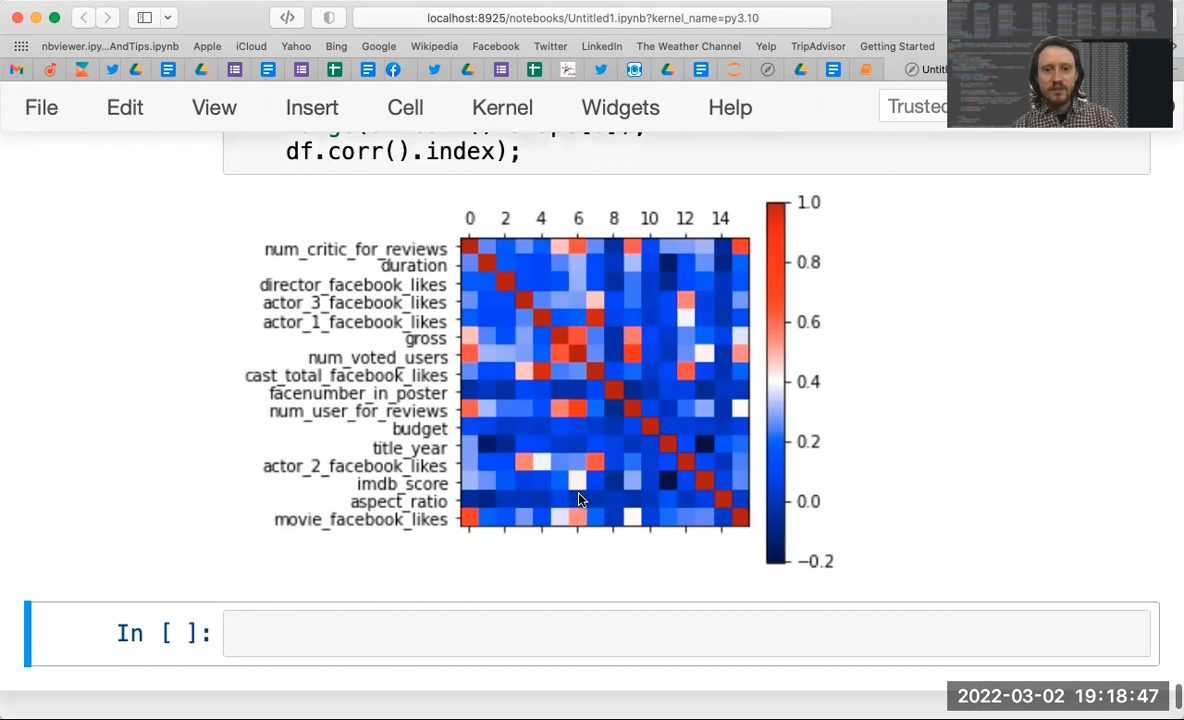 localhost:8925/notebooks/Untitled1.ipynb?kernel_name=py3.10
nbviewer.ipy...AndTips.ipynb Apple iCloud Yahoo Bing Google Wikipedia Facebook Twitter LinkedIn The Weather Channel Yelp TripAdvisor Getting Started
File Edit View Insert Cell Kernel Widgets Help Trusted
df.corr().index);
0 2 4 6 8 10 12 14
num_critic_for_reviews
duration
director_facebook_likes
actor_3_facebook_likes
actor_1_facebook_likes
gross
num_voted_users
cast_total_facebook_likes
facenumber_in_poster
num_user_for_reviews
budget
title_year
actor_2_facebook_likes
imdb_score
aspect_ratio
movie_facebook_likes
1.0
0.8
0.6
0.4
0.2
0.0
−0.2
In [ ]:
2022-03-02 19:18:47